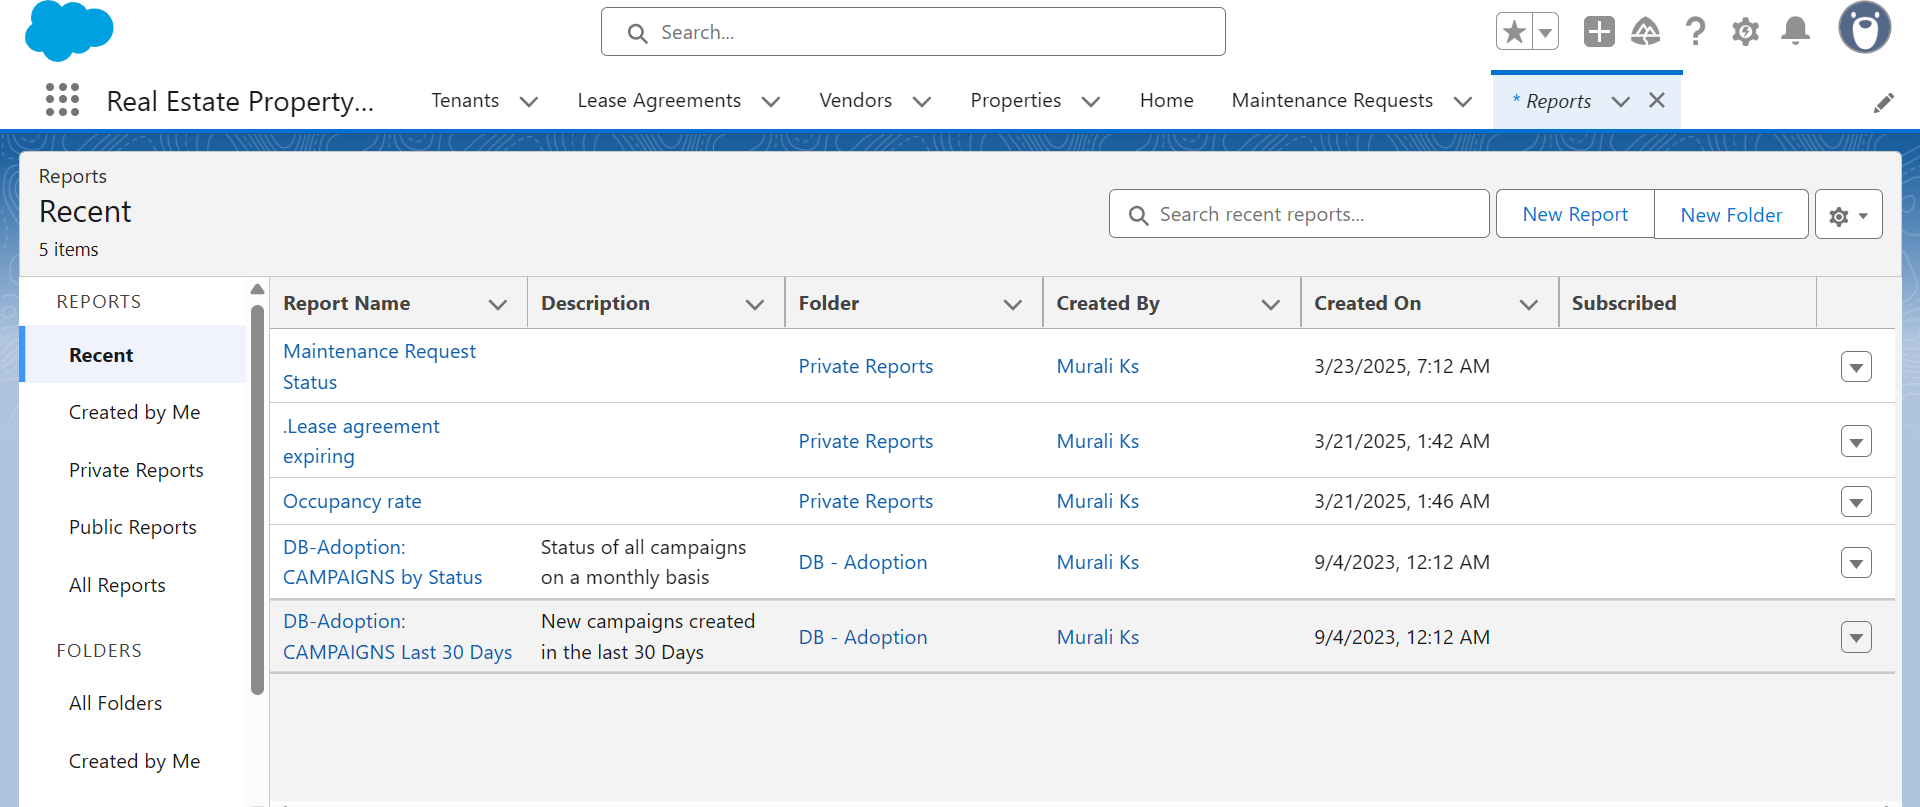 Search...
Real Estate Property...
Tenants
Lease Agreements
Vendors
Properties
Home
Maintenance Requests
* Reports
Reports
Recent
5 items
Search recent reports...
New Report
New Folder
REPORTS
Recent
Created by Me
Private Reports
Public Reports
All Reports
FOLDERS
All Folders
Created by Me
Report Name
Description
Folder
Created By
Created On
Subscribed
Maintenance Request
Status
Private Reports
Murali Ks
3/23/2025, 7:12 AM
.Lease agreement
expiring
Private Reports
Murali Ks
3/21/2025, 1:42 AM
Occupancy rate
Private Reports
Murali Ks
3/21/2025, 1:46 AM
DB-Adoption:
CAMPAIGNS by Status
Status of all campaigns
on a monthly basis
DB - Adoption
Murali Ks
9/4/2023, 12:12 AM
DB-Adoption:
CAMPAIGNS Last 30 Days
New campaigns created
in the last 30 Days
DB - Adoption
Murali Ks
9/4/2023, 12:12 AM